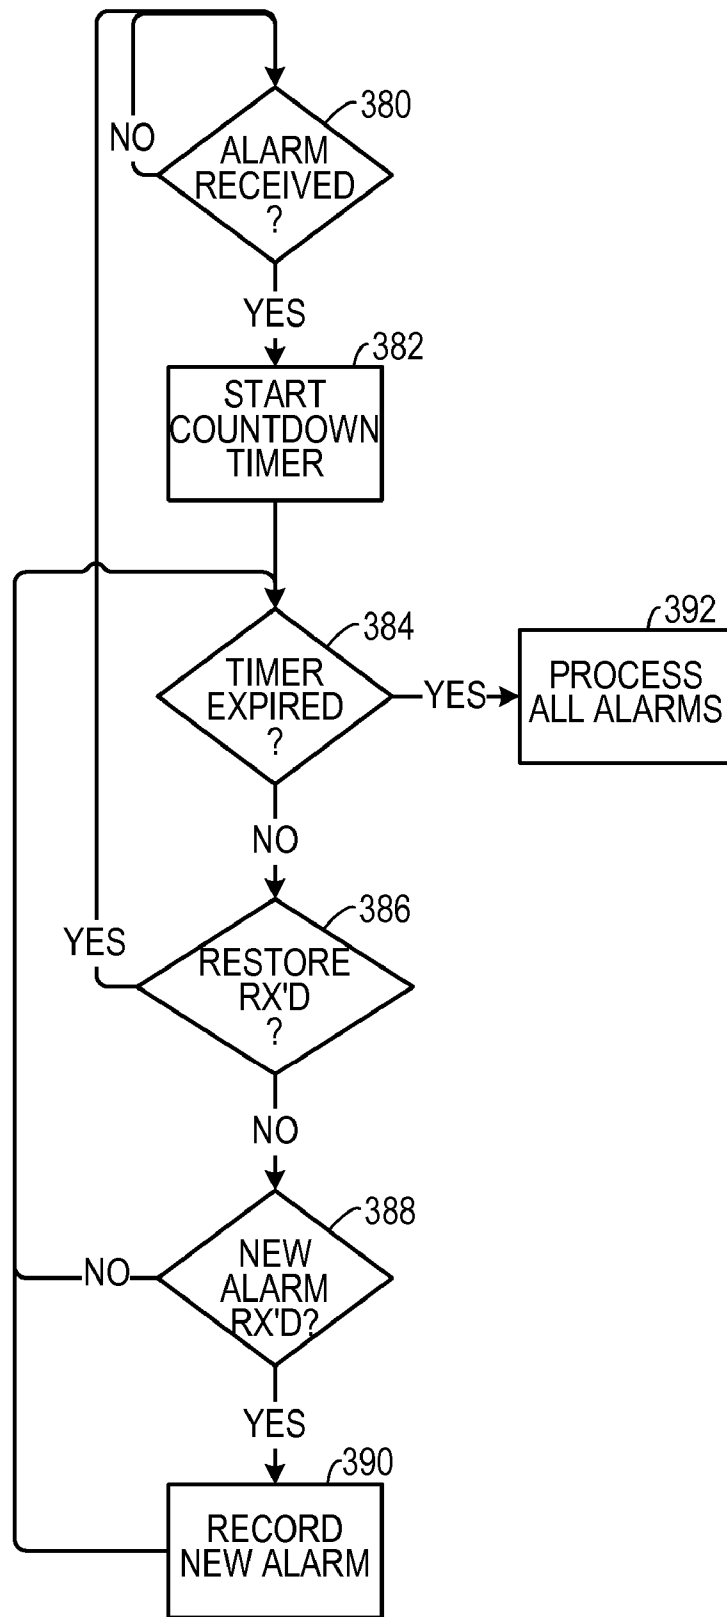 380
NO
ALARM
RECEIVED
?
YES
382
START
COUNTDOWN
TIMER
384
392
TIMER
EXPIRED
?
YES
PROCESS
ALL ALARMS
NO
386
YES
RESTORE
RX'D
?
NO
388
NEW
ALARM
RX'D?
NO
YES
390
RECORD
NEW ALARM